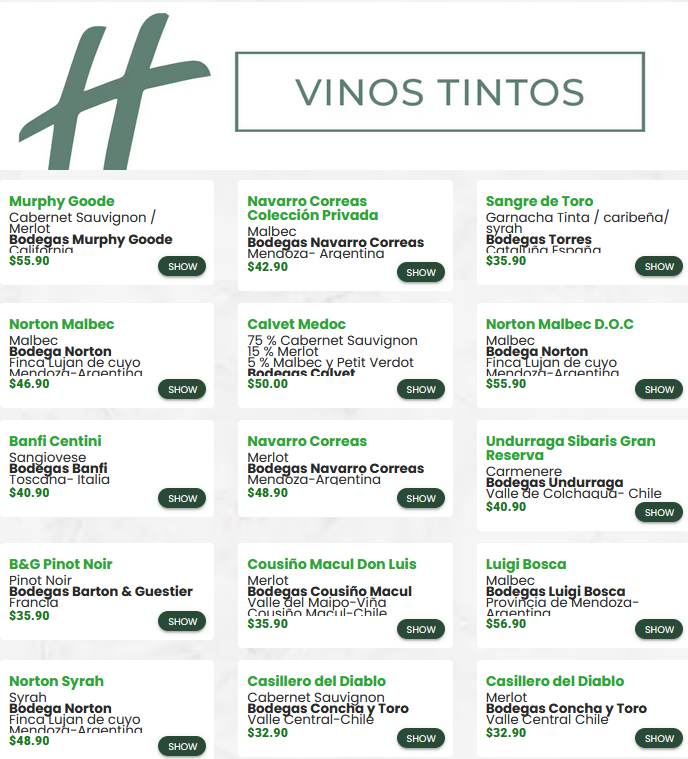 VINOS TINTOS
Murphy Goode
Cabernet Sauvignon /
Merlot
Bodegas Murphy Goode
California
$55.90
SHOW
Navarro Correas
Colección Privada
Malbec
Bodegas Navarro Correas
Mendoza- Argentina
$42.90
SHOW
Sangre de Toro
Garnacha Tinta / caribeña/
syrah
Bodegas Torres
Cataluña España
$35.90
SHOW
Norton Malbec
Malbec
Bodega Norton
Finca Lujan de cuyo
Mendoza-Argentina
$46.90
SHOW
Calvet Medoc
75 % Cabernet Sauvignon
15 % Merlot
5 % Malbec y Petit Verdot
Bodegas Calvet
$50.00
SHOW
Norton Malbec D.O.C
Malbec
Bodega Norton
Finca Lujan de cuyo
Mendoza-Argentina
$55.90
SHOW
Banfi Centini
Sangiovese
Bodegas Banfi
Toscana- Italia
$40.90
SHOW
Navarro Correas
Merlot
Bodegas Navarro Correas
Mendoza-Argentina
$48.90
SHOW
Undurraga Sibaris Gran
Reserva
Carmenere
Bodegas Undurraga
Valle de Colchagua- Chile
$40.90
SHOW
B&G Pinot Noir
Pinot Noir
Bodegas Barton & Guestier
Francia
$35.90
SHOW
Cousiño Macul Don Luis
Merlot
Bodegas Cousiño Macul
Valle del Maipo-Viña
Cousiño Macul-Chile
$35.90
SHOW
Luigi Bosca
Malbec
Bodegas Luigi Bosca
Provincia de Mendoza-
Argentina
$56.90
SHOW
Norton Syrah
Syrah
Bodega Norton
Finca Lujan de cuyo
Mendoza-Argentina
$48.90
SHOW
Casillero del Diablo
Cabernet Sauvignon
Bodegas Concha y Toro
Valle Central-Chile
$32.90
SHOW
Casillero del Diablo
Merlot
Bodegas Concha y Toro
Valle Central Chile
$32.90
SHOW